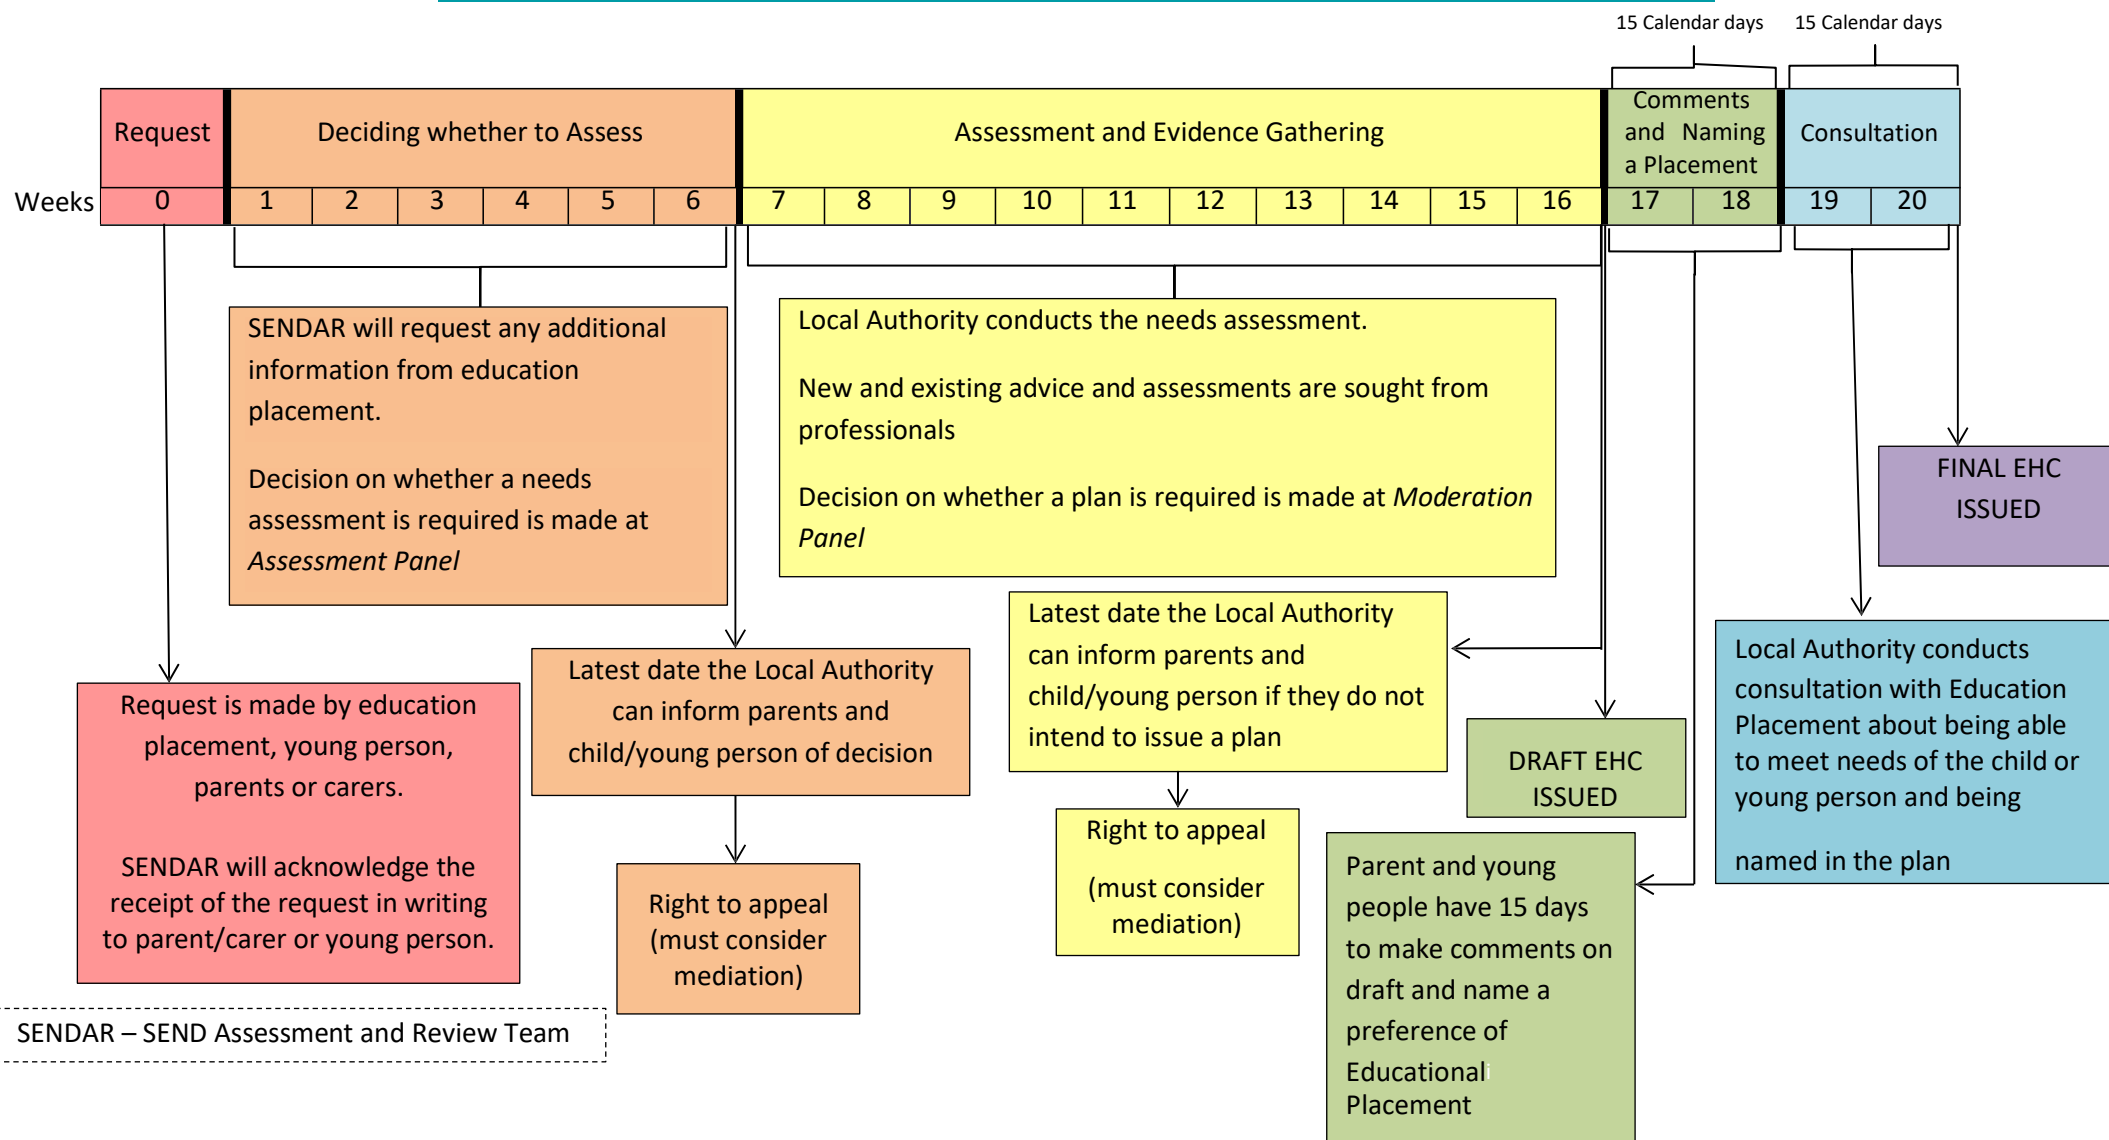 15 Calendar days
15 Calendar days
Request
Deciding whether to Assess
Assessment and Evidence Gathering
Comments
and Naming
a Placement
Consultation
Weeks 0 1 2 3 4 5 6 7 8 9 10 11 12 13 14 15 16 17 18 19 20
SENDAR will request any additional
information from education
placement.
Decision on whether a needs
assessment is required is made at
Assessment Panel
Local Authority conducts the needs assessment.
New and existing advice and assessments are sought from
professionals
Decision on whether a plan is required is made at Moderation
Panel
FINAL EHC
ISSUED
Request is made by education
placement, young person,
parents or carers.
SENDAR will acknowledge the
receipt of the request in writing
to parent/carer or young person.
Latest date the Local Authority
can inform parents and
child/young person of decision
Right to appeal
(must consider
mediation)
Latest date the Local Authority
can inform parents and
child/young person if they do not
intend to issue a plan
Right to appeal
(must consider
mediation)
DRAFT EHC
ISSUED
Parent and young
people have 15 days
to make comments on
draft and name a
preference of
Educational
Placement
Local Authority conducts
consultation with Education
Placement about being able
to meet needs of the child or
young person and being
named in the plan
SENDAR – SEND Assessment and Review Team